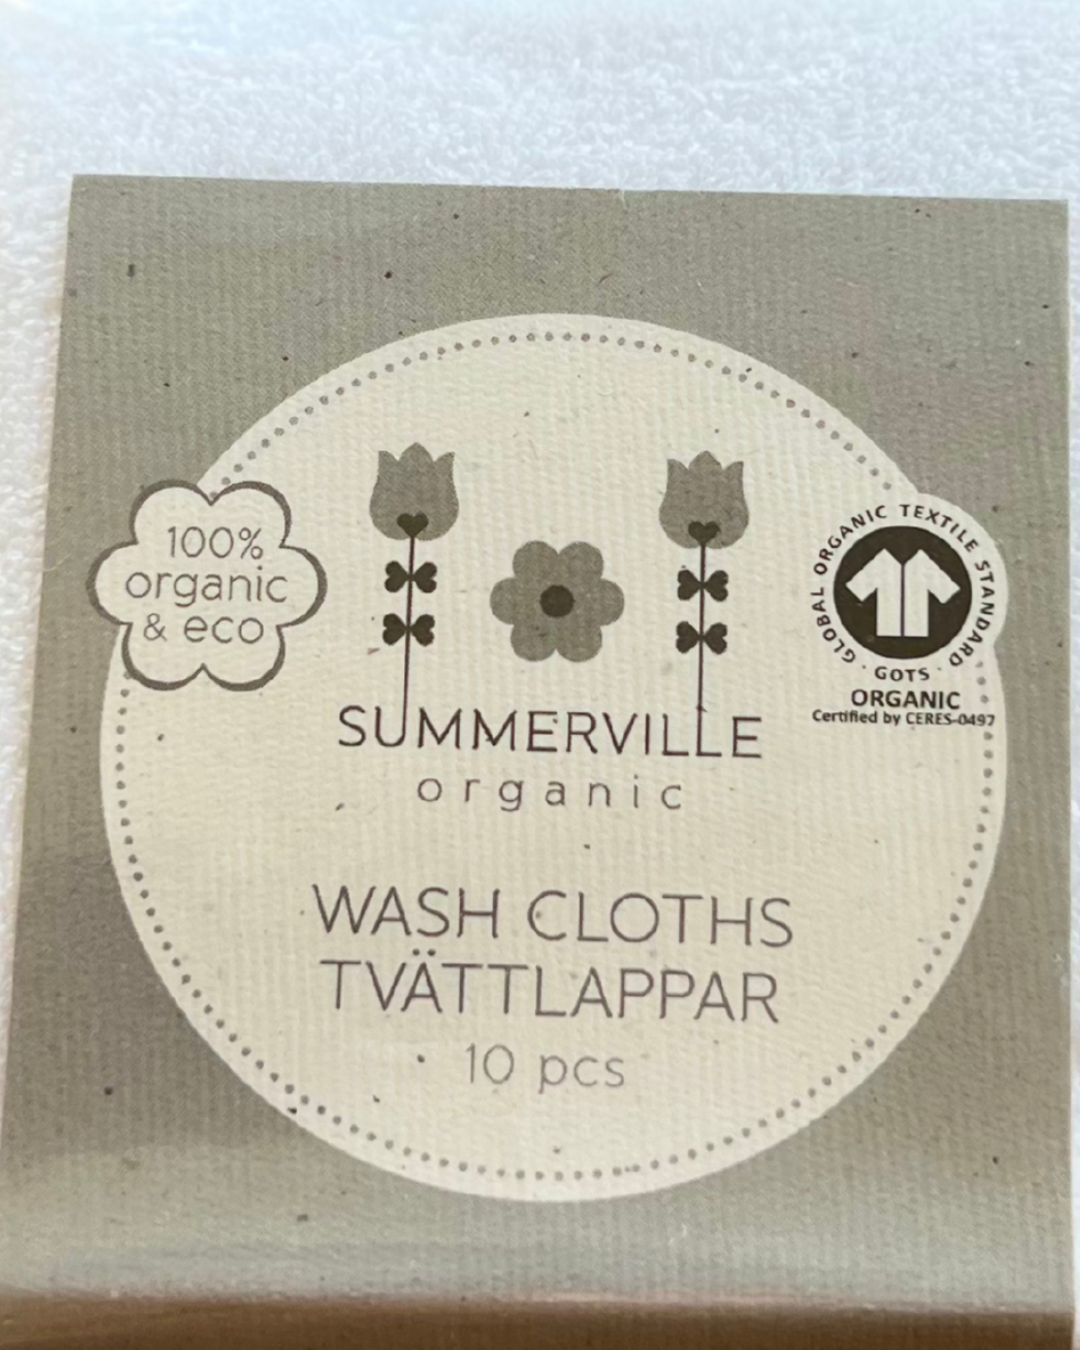 100%
organic
& eco
GLOBAL ORGANIC TEXTILE STANDARD · GOTS ·
ORGANIC
Certified by CERES-0497
SUMMERVILLE
organic
WASH CLOTHS
TVÄTTLAPPAR
10 pcs